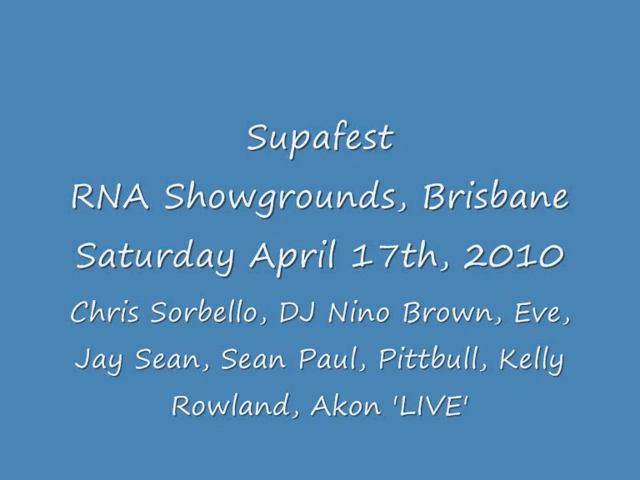 Supafest
RNA Showgrounds, Brisbane
Saturday April 17th, 2010
Chris Sorbello, DJ Nino Brown, Eve,
Jay Sean, Sean Paul, Pittbull, Kelly
Rowland, Akon 'LIVE'